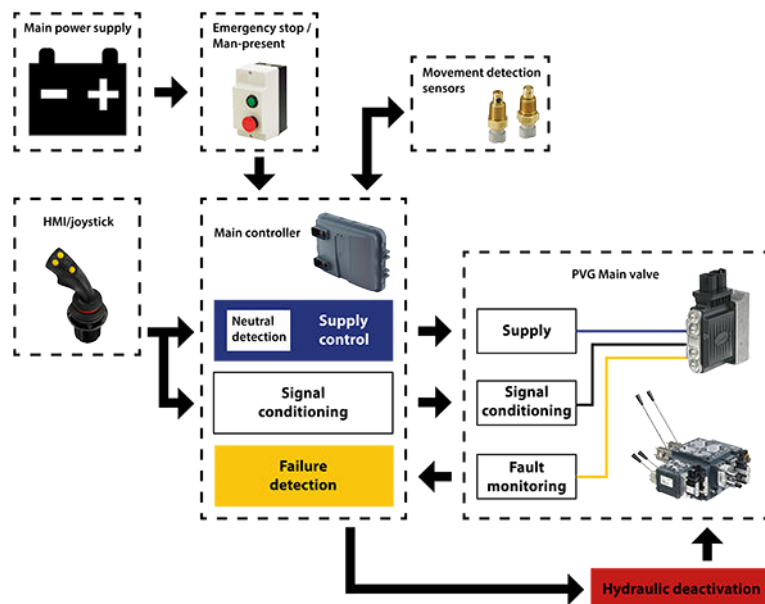 Main power supply
Emergency stop /
Man-present
Movement detection
sensors
HMI/joystick
Main controller
Neutral
detection
Supply
control
Signal
conditioning
Failure
detection
PVG Main valve
Supply
Signal
conditioning
Fault
monitoring
Hydraulic deactivation